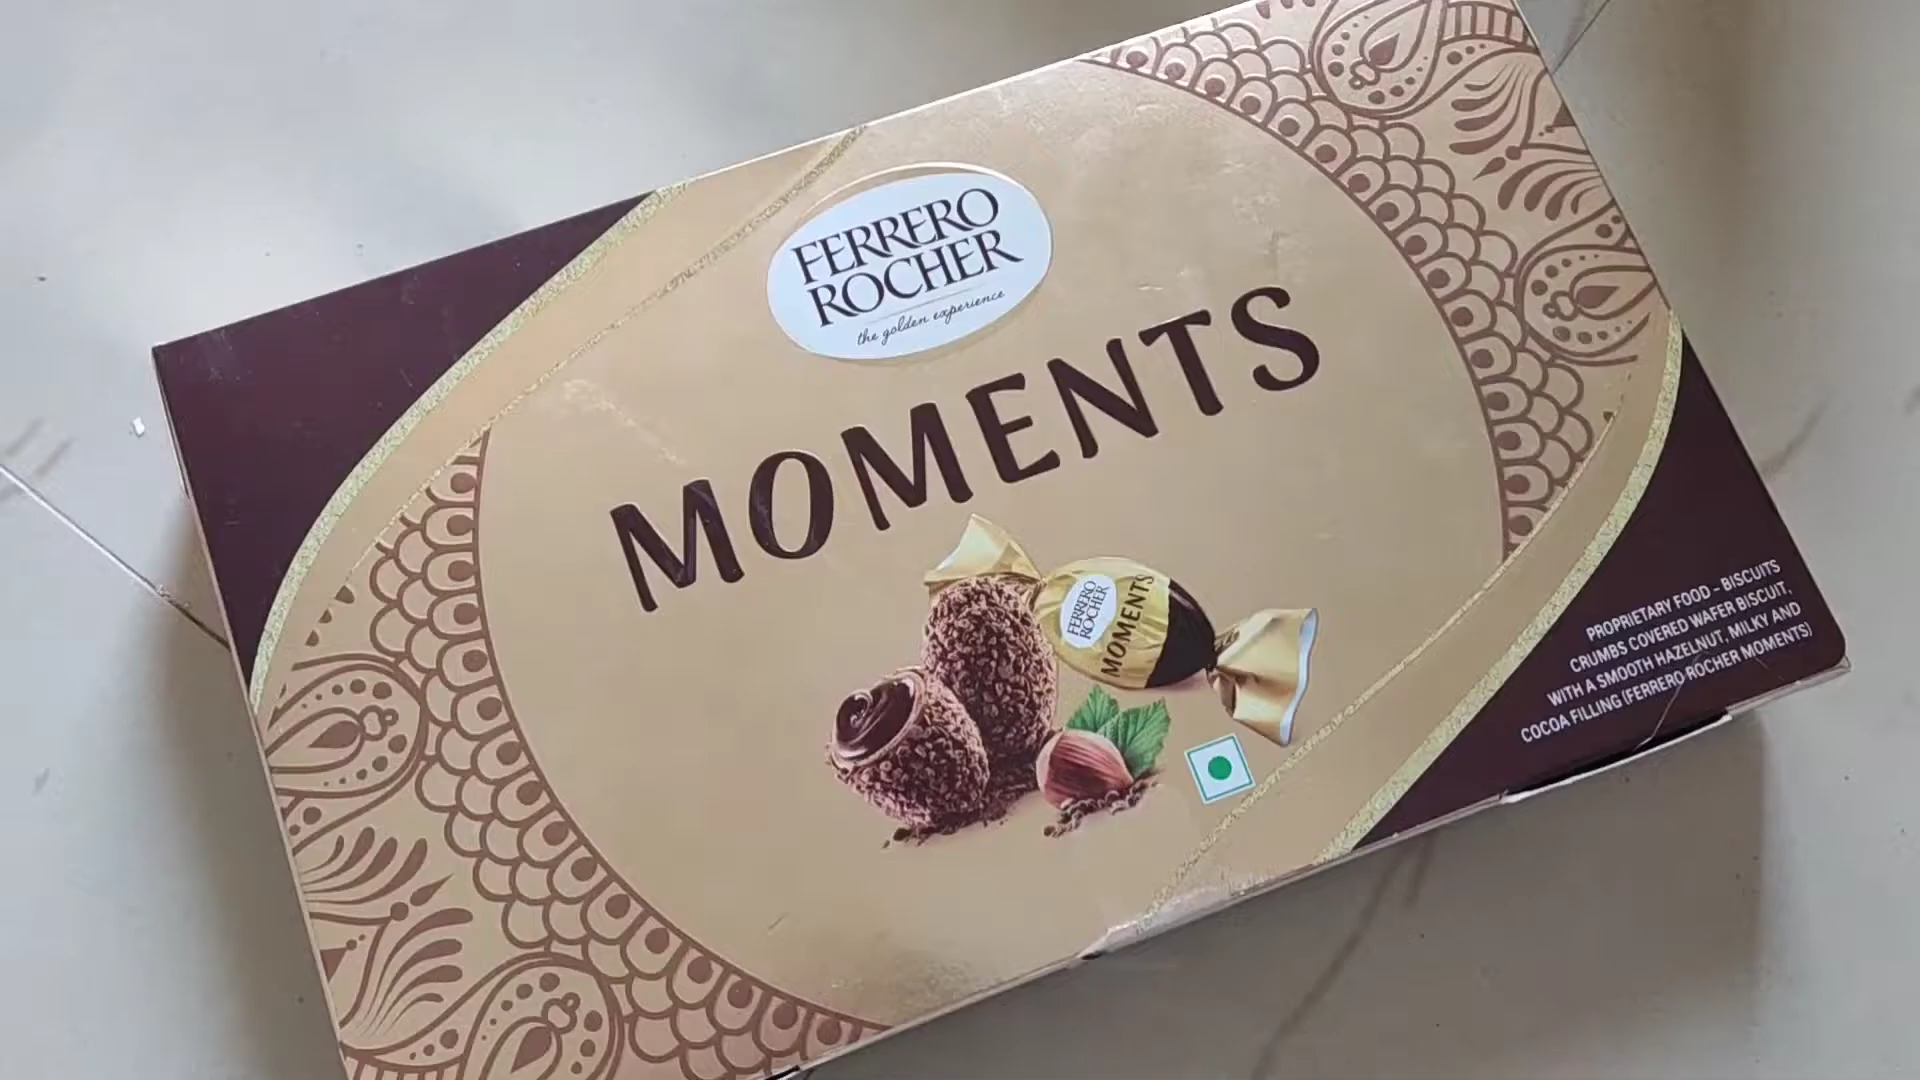 FERRERO
ROCHER
the golden experience
MOMENTS
FERRERO
ROCHER
MOMENTS
PROPRIETARY FOOD – BISCUITS
CRUMBS COVERED WAFER BISCUIT,
WITH A SMOOTH HAZELNUT, MILKY AND
COCOA FILLING (FERRERO ROCHER MOMENTS)